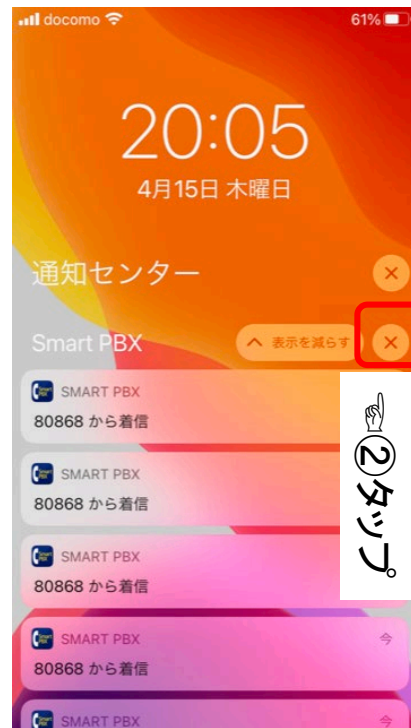 docomo 61%
20:05
4月15日 木曜日
通知センター
Smart PBX 表示を減らす
SMART PBX
80868 から着信
SMART PBX
80868 から着信
SMART PBX
80868 から着信
SMART PBX 今
80868 から着信
SMART PBX 今
☞②タップ